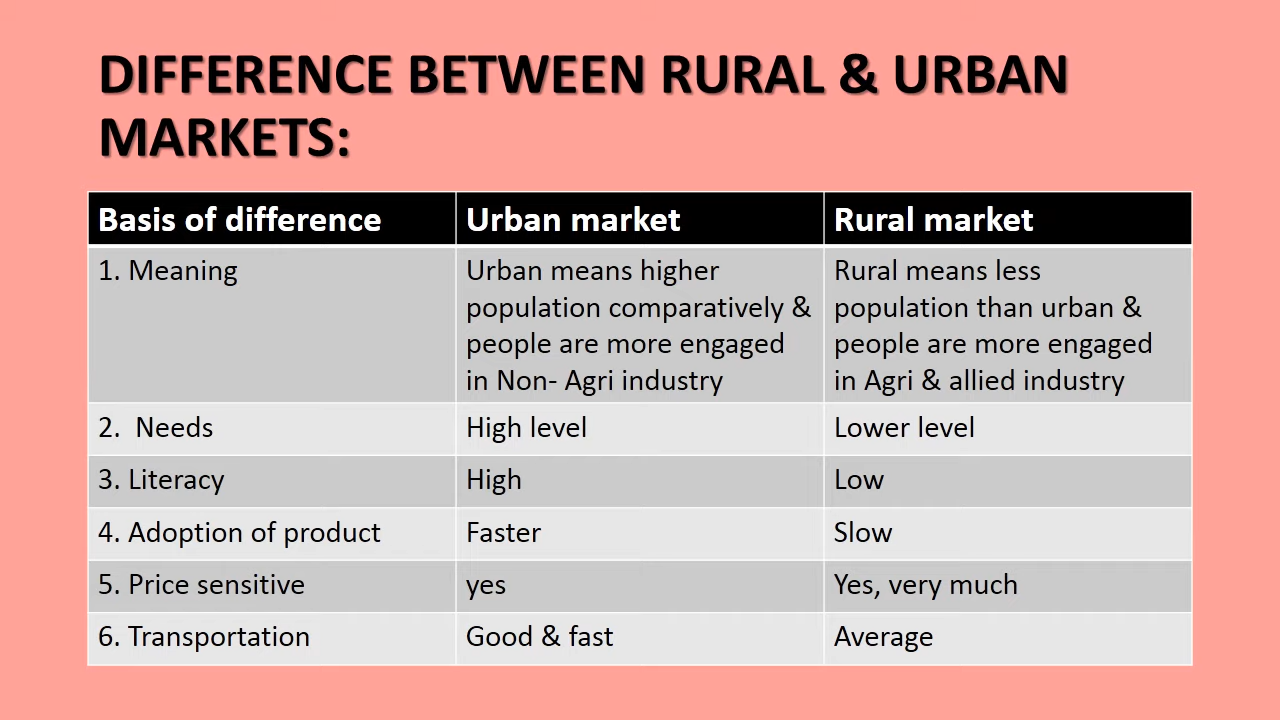 DIFFERENCE BETWEEN RURAL & URBAN
MARKETS:
Basis of difference
Urban market
Rural market
1. Meaning
Urban means higher
population comparatively &
people are more engaged
in Non- Agri industry
Rural means less
population than urban &
people are more engaged
in Agri & allied industry
2.  Needs
High level
Lower level
3. Literacy
High
Low
4. Adoption of product
Faster
Slow
5. Price sensitive
yes
Yes, very much
6. Transportation
Good & fast
Average